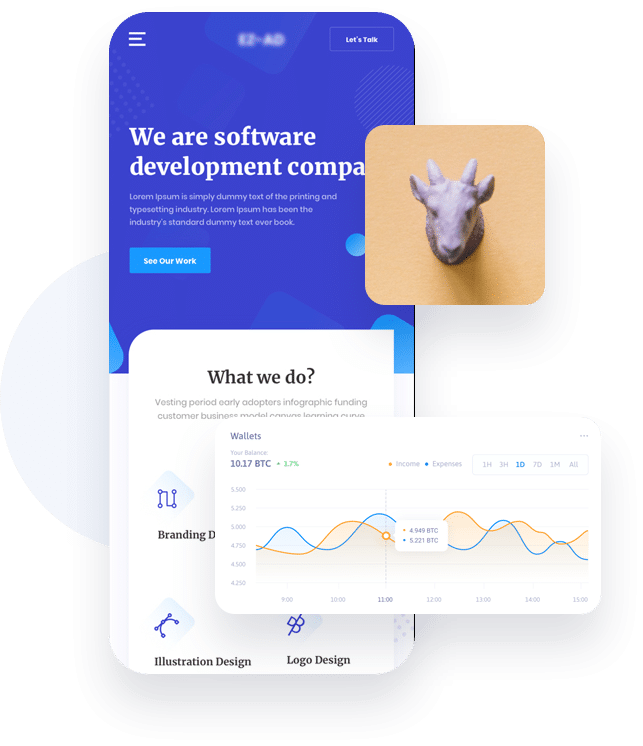 EZ-AD
Let's Talk
We are software
development compa
Lorem Ipsum is simply dummy text of the printing and
typesetting industry. Lorem Ipsum has been the
industry's standard dummy text ever book.
See Our Work
What we do?
Vesting period early adopters infographic funding
customer business model canvas learning curve
Wallets
Your Balance:
10.17 BTC 1.7%
Income Expenses
1H 3H 1D 7D 1M All
5.500
5.250
5.000
4.750
4.500
4.250
4.949 BTC
5.221 BTC
9:00 10:00 11:00 12:00 13:00 14:00 15:00
Branding D
Illustration Design
Logo Design